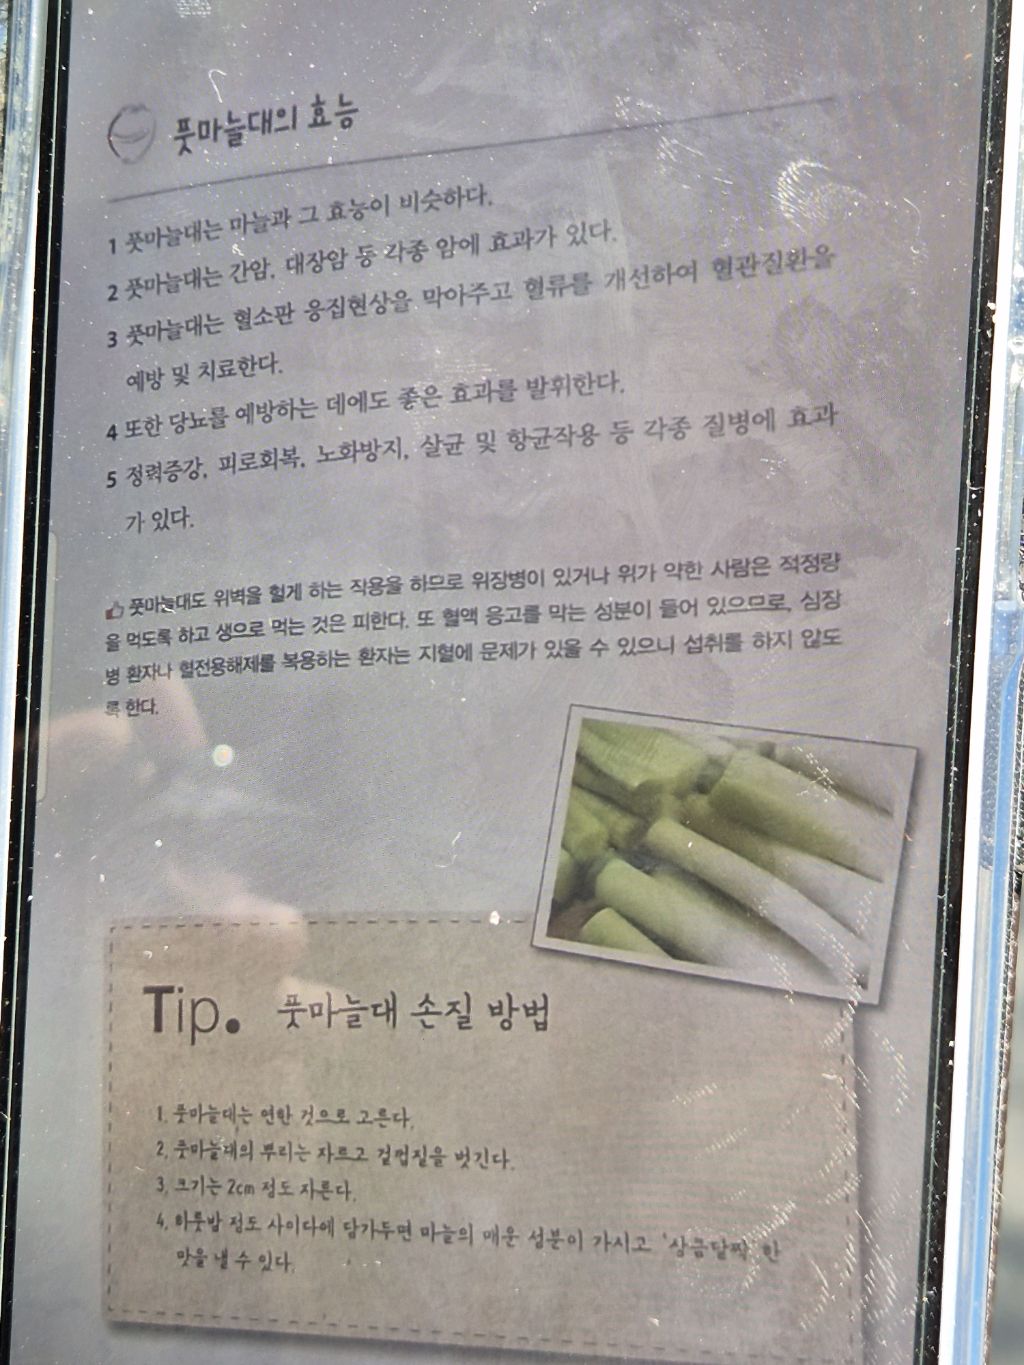 풋마늘대의 효능
1 풋마늘대는 마늘과 그 효능이 비슷하다.
2 풋마늘대는 간암, 대장암 등 각종 암에 효과가 있다.
3 풋마늘대는 혈소판 응집현상을 막아주고 혈류를 개선하여 혈관질환을
예방 및 치료한다.
4 또한 당뇨를 예방하는 데에도 좋은 효과를 발휘한다.
5 정력증강, 피로회복, 노화방지, 살균 및 항균작용 등 각종 질병에 효과
가 있다.
풋마늘대도 위벽을 헐게 하는 작용을 하므로 위장병이 있거나 위가 약한 사람은 적정량
을 먹도록 하고 생으로 먹는 것은 피한다. 또 혈액 응고를 막는 성분이 들어 있으므로, 심장
병 환자나 혈전용해제를 복용하는 환자는 지혈에 문제가 있을 수 있으니 섭취를 하지 않도
록 한다.
Tip. 풋마늘대 손질 방법
1. 풋마늘대는 연한 것으로 고른다.
2. 풋마늘대의 뿌리는 자르고 겉껍질을 벗긴다.
3. 크기는 2cm 정도 자른다.
4. 하룻밤 정도 사이다에 담가두면 마늘의 매운 성분이 가시고 '상큼달짝' 한
맛을 낼 수 있다.